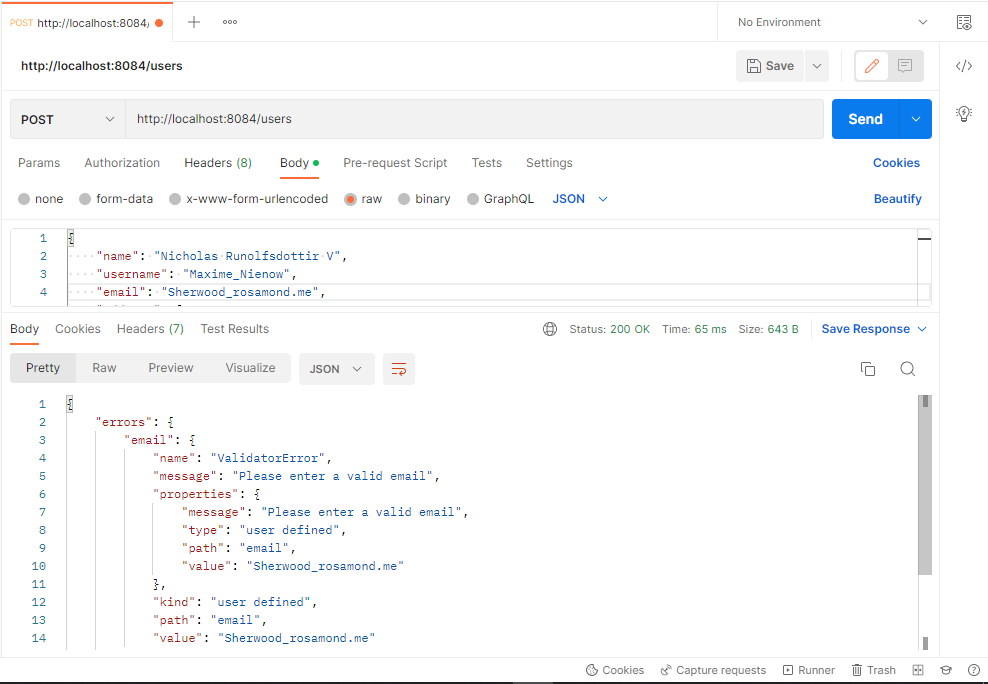 POST http://localhost:8084/
No Environment
http://localhost:8084/users
Save
POST http://localhost:8084/users Send
Params Authorization Headers (8) Body Pre-request Script Tests Settings Cookies
none form-data x-www-form-urlencoded raw binary GraphQL JSON Beautify
1 {
2 "name": "Nicholas Runolfsdottir V",
3 "username": "Maxime_Nienow",
4 "email": "Sherwood_rosamond.me",
Body Cookies Headers (7) Test Results Status: 200 OK Time: 65 ms Size: 643 B Save Response
Pretty Raw Preview Visualize JSON
1 {
2 "errors": {
3 "email": {
4 "name": "ValidatorError",
5 "message": "Please enter a valid email",
6 "properties": {
7 "message": "Please enter a valid email",
8 "type": "user defined",
9 "path": "email",
10 "value": "Sherwood_rosamond.me"
11 },
12 "kind": "user defined",
13 "path": "email",
14 "value": "Sherwood_rosamond.me"
Cookies Capture requests Runner Trash